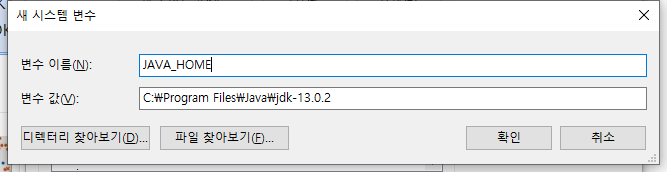 새 시스템 변수
변수 이름(N):
JAVA_HOME
변수 값(V):
C:₩Program Files₩Java₩jdk-13.0.2
디렉터리 찾아보기(D)...
파일 찾아보기(F)...
확인
취소